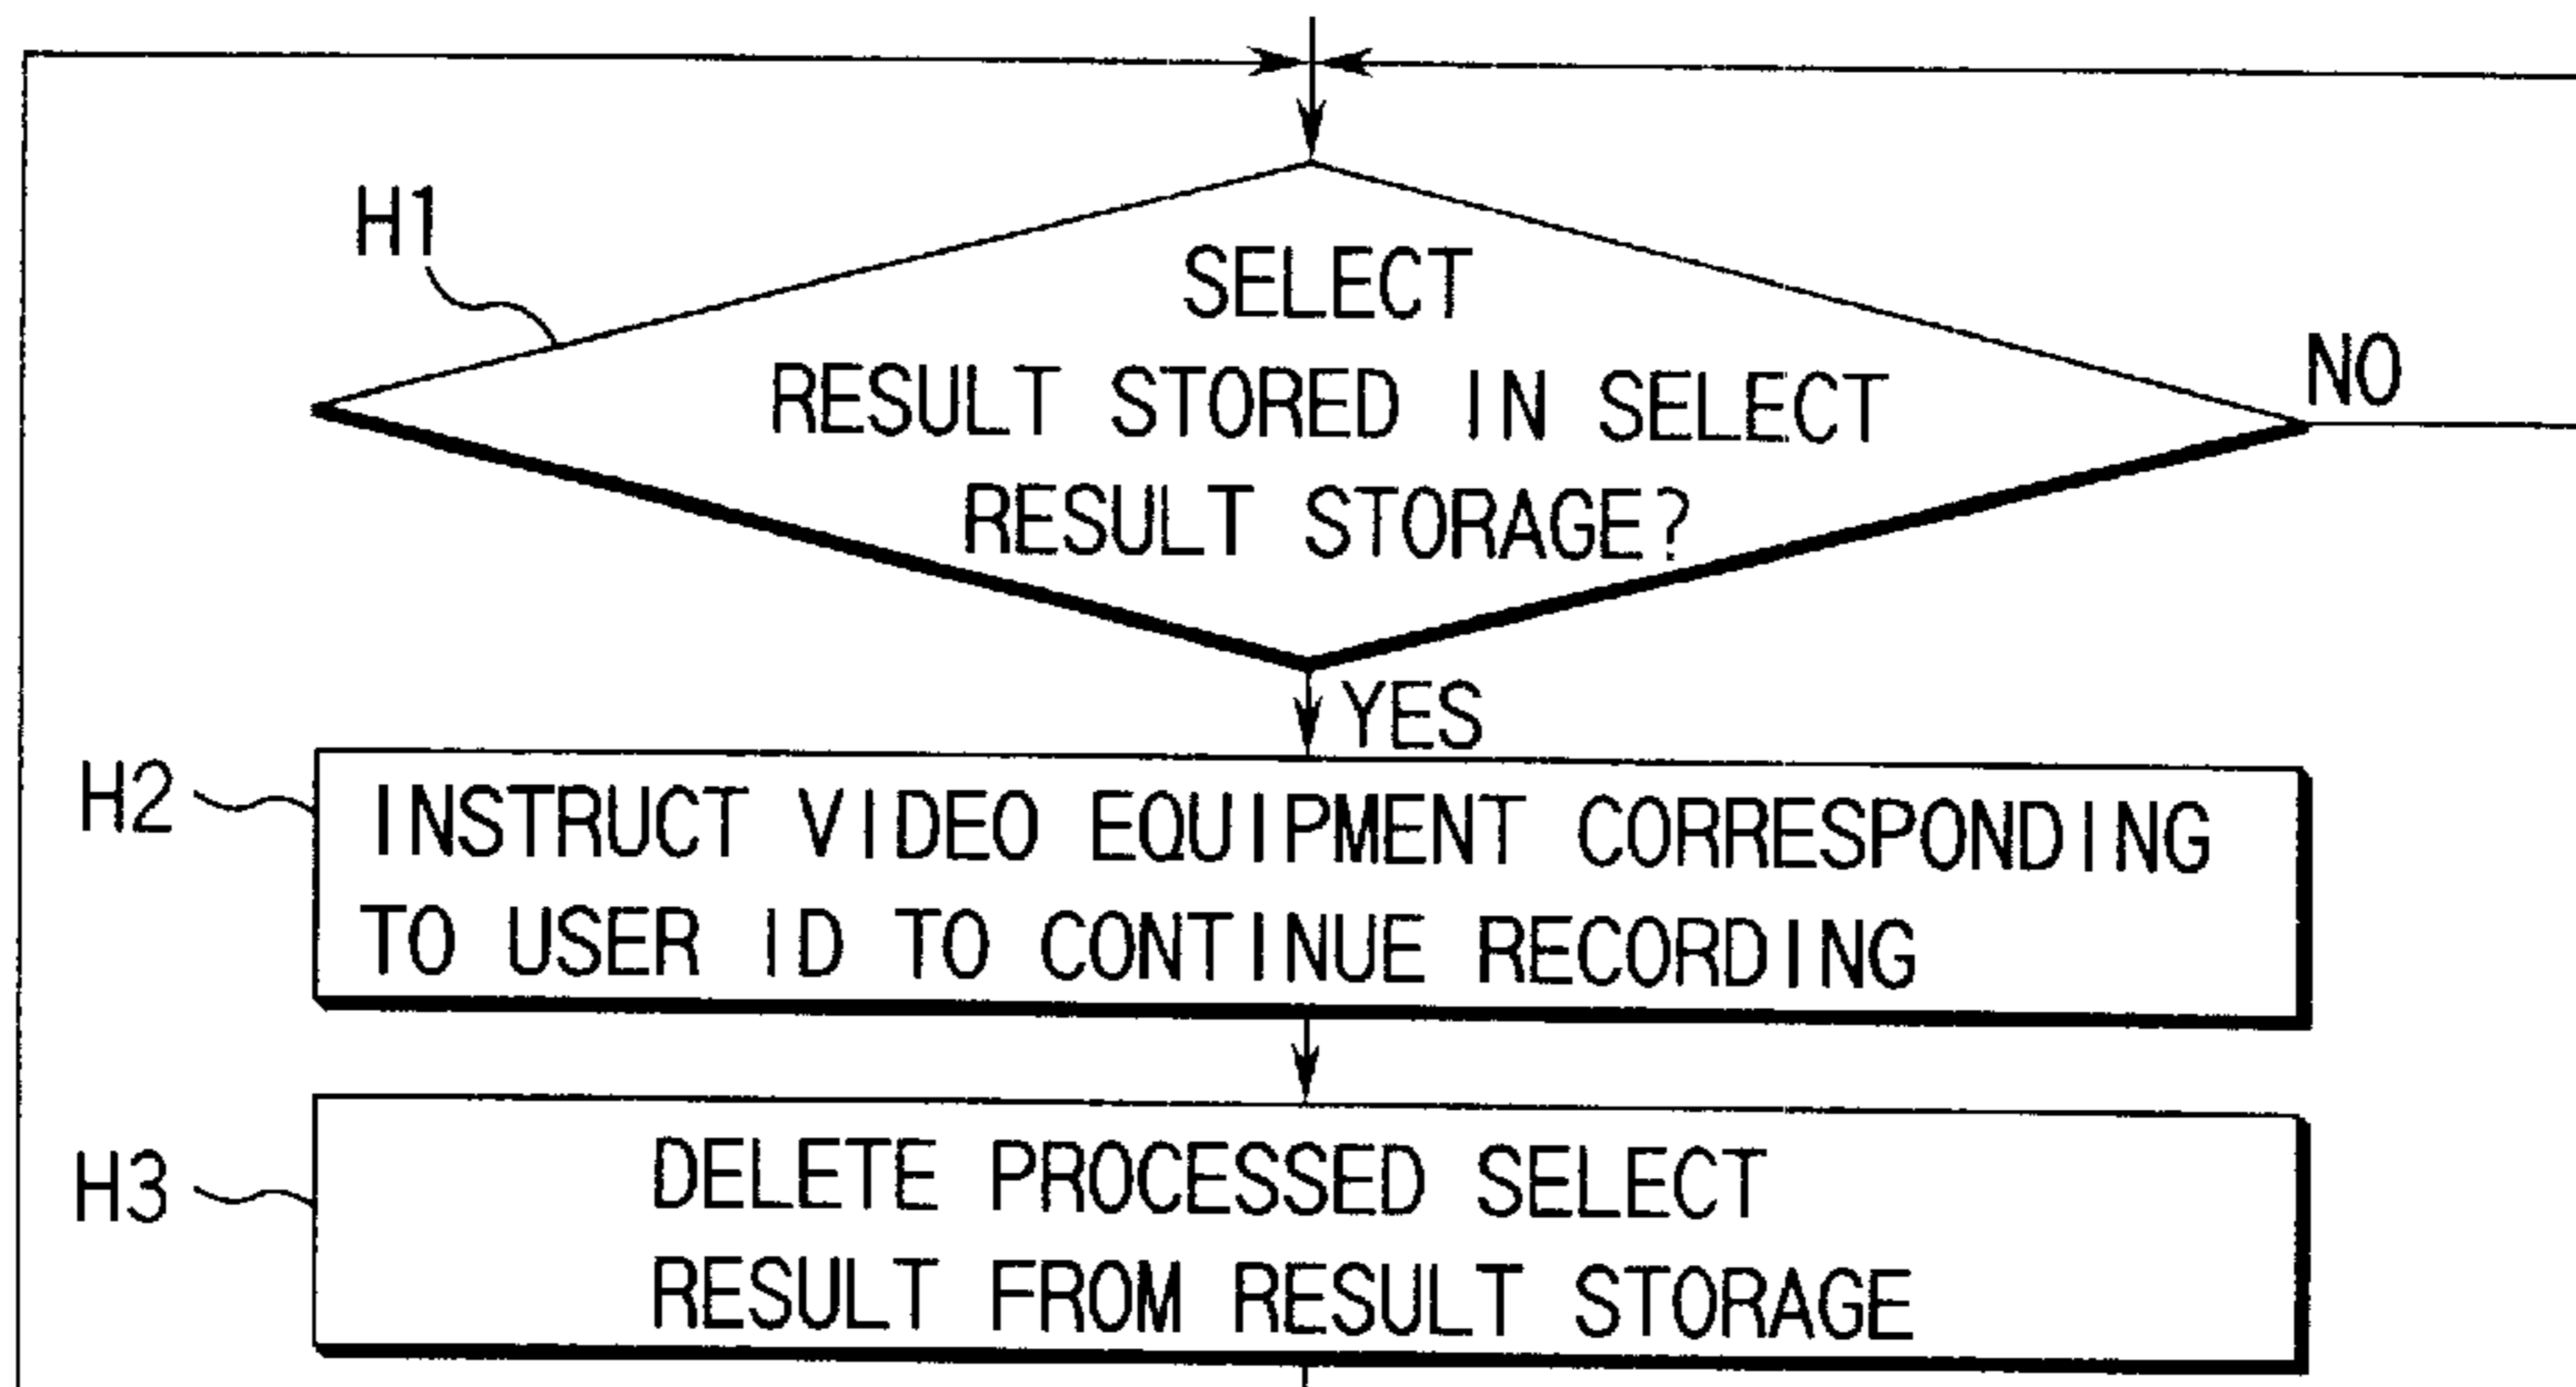 H1
SELECT
RESULT STORED IN SELECT
RESULT STORAGE?
NO
YES
H2
INSTRUCT VIDEO EQUIPMENT CORRESPONDING
TO USER ID TO CONTINUE RECORDING
H3
DELETE PROCESSED SELECT
RESULT FROM RESULT STORAGE